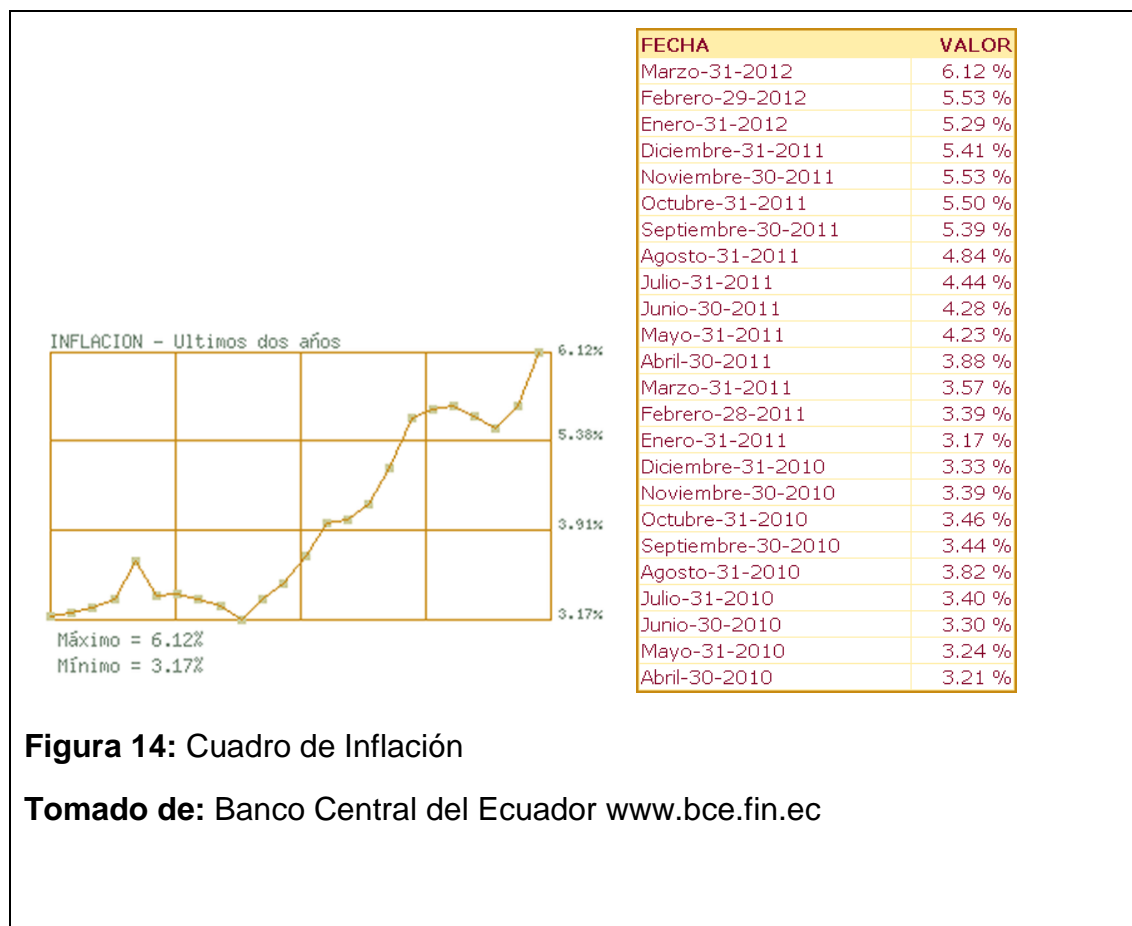 INFLACION - Ultimos dos años
6.12%
5.38%
3.91%
3.17%
Máximo = 6.12%
Mínimo = 3.17%
FECHA VALOR
Marzo-31-2012 6.12 %
Febrero-29-2012 5.53 %
Enero-31-2012 5.29 %
Diciembre-31-2011 5.41 %
Noviembre-30-2011 5.53 %
Octubre-31-2011 5.50 %
Septiembre-30-2011 5.39 %
Agosto-31-2011 4.84 %
Julio-31-2011 4.44 %
Junio-30-2011 4.28 %
Mayo-31-2011 4.23 %
Abril-30-2011 3.88 %
Marzo-31-2011 3.57 %
Febrero-28-2011 3.39 %
Enero-31-2011 3.17 %
Diciembre-31-2010 3.33 %
Noviembre-30-2010 3.39 %
Octubre-31-2010 3.46 %
Septiembre-30-2010 3.44 %
Agosto-31-2010 3.82 %
Julio-31-2010 3.40 %
Junio-30-2010 3.30 %
Mayo-31-2010 3.24 %
Abril-30-2010 3.21 %
Figura 14: Cuadro de Inflación
Tomado de: Banco Central del Ecuador www.bce.fin.ec